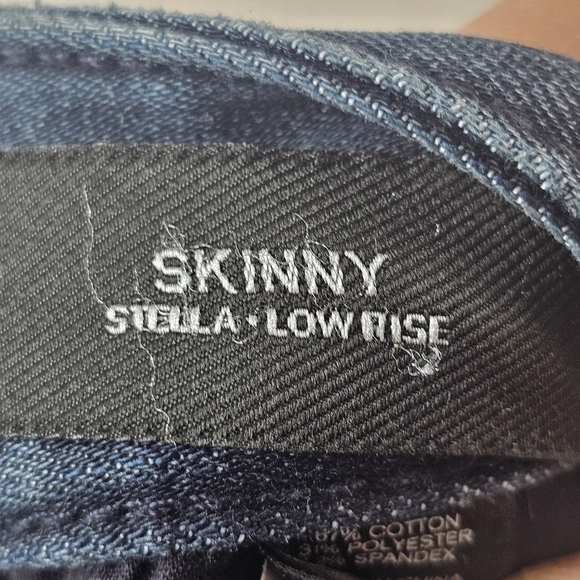 SKINNY
STELLA • LOW RISE
COTTON
POLYESTER
SPANDEX